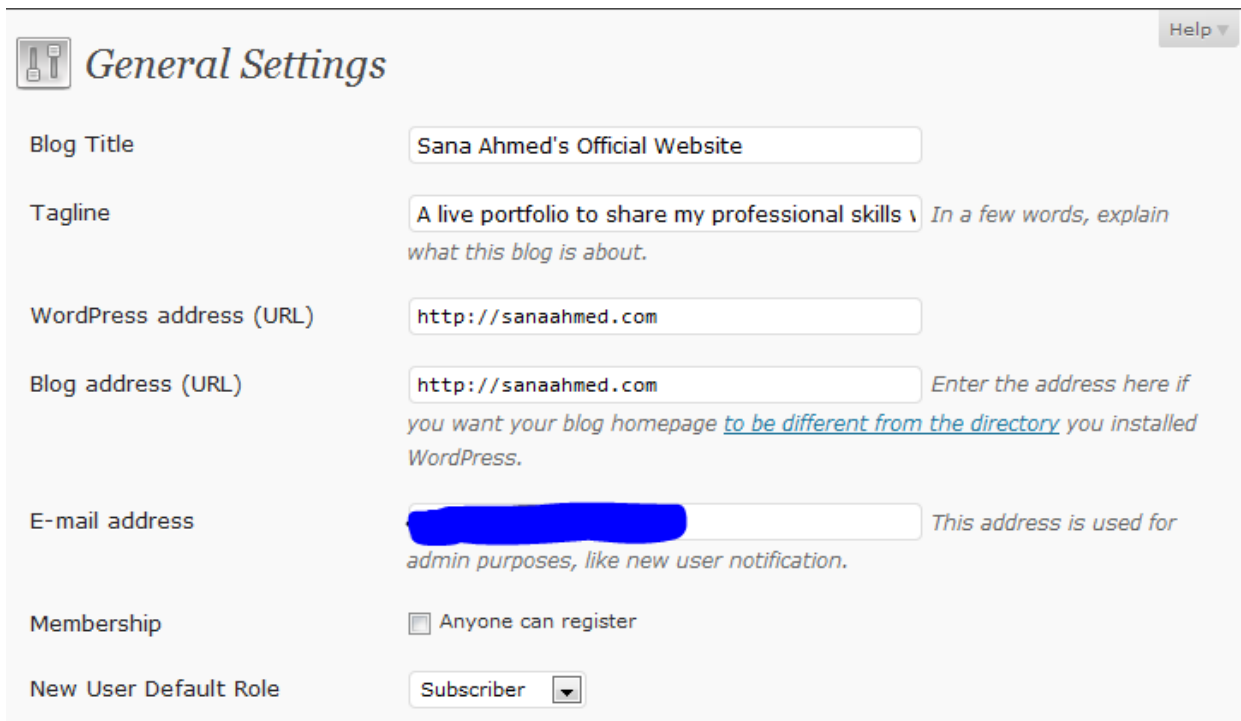 Help
General Settings
Blog Title
Sana Ahmed's Official Website
Tagline
A live portfolio to share my professional skills
In a few words, explain
what this blog is about.
WordPress address (URL)
http://sanaahmed.com
Blog address (URL)
http://sanaahmed.com
Enter the address here if
you want your blog homepage to be different from the directory you installed
WordPress.
E-mail address
This address is used for
admin purposes, like new user notification.
Membership
Anyone can register
New User Default Role
Subscriber